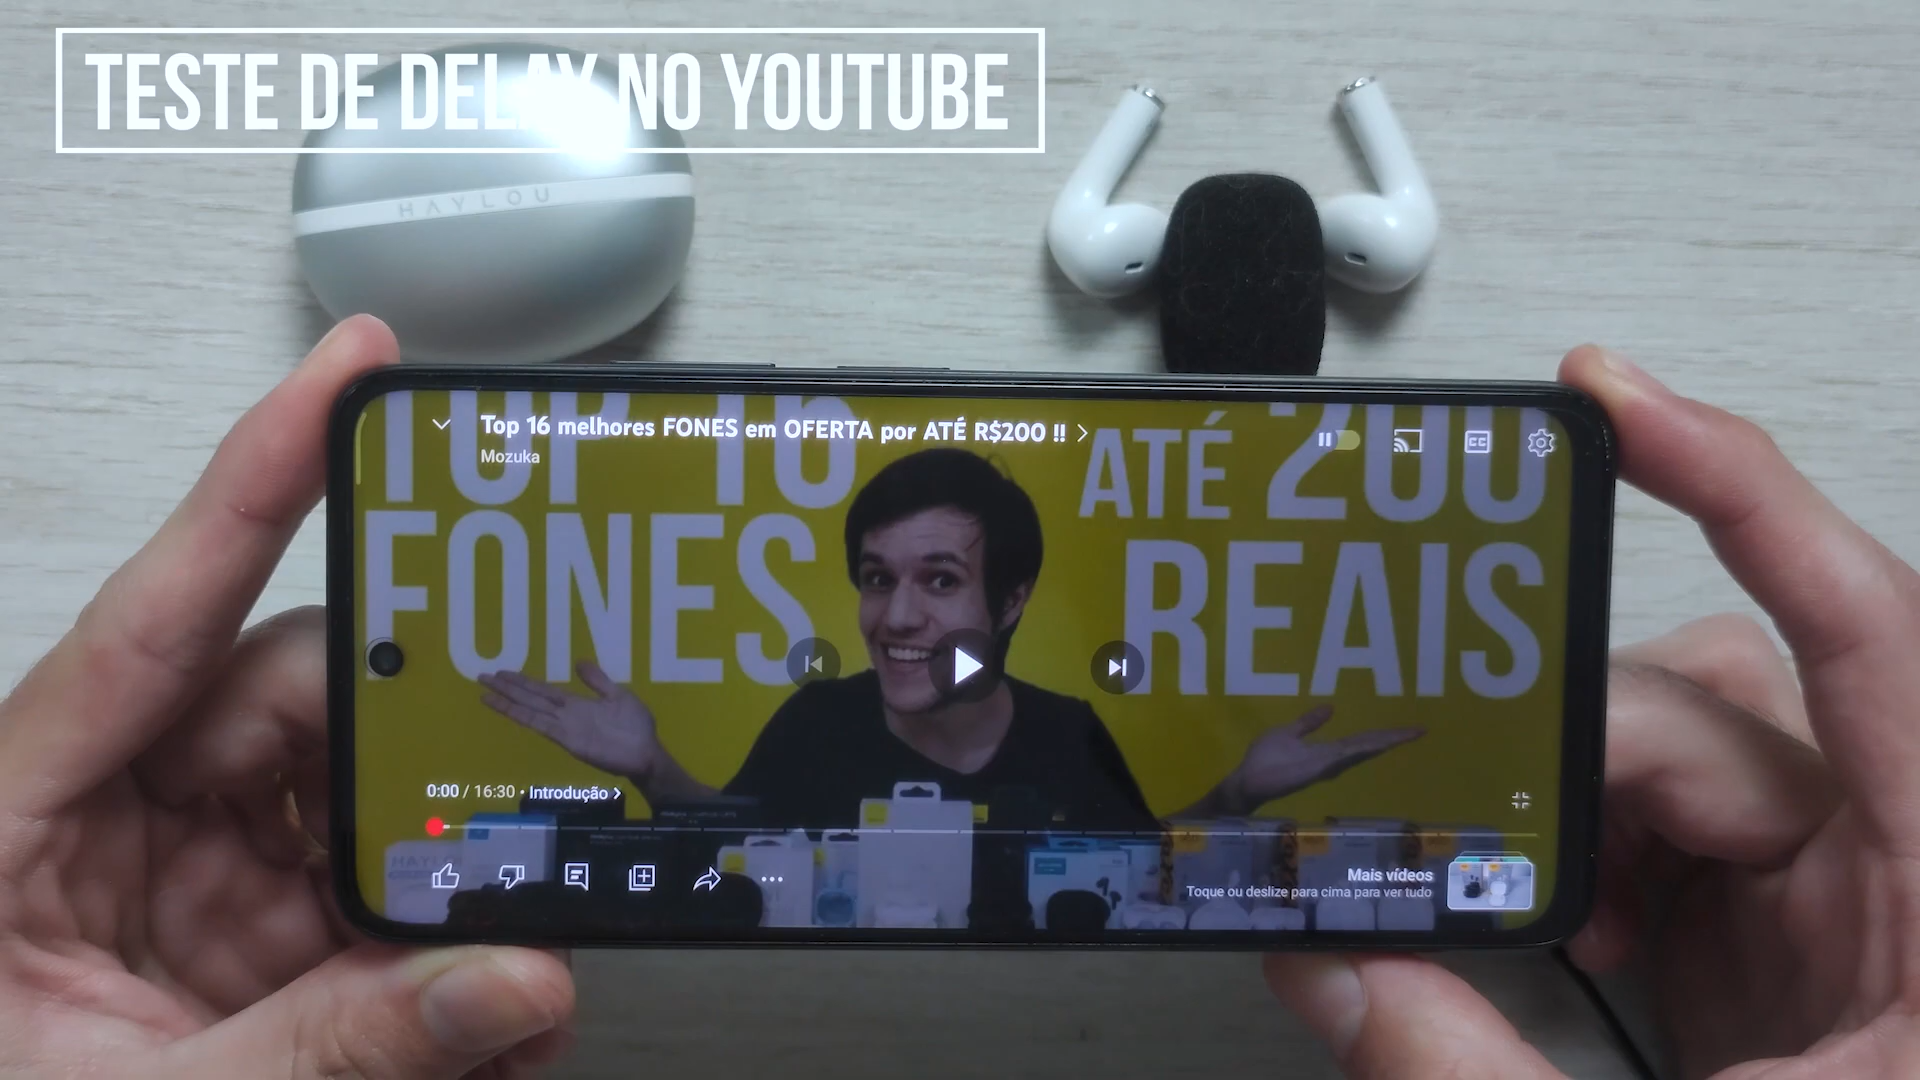 TESTE DE DELAY NO YOUTUBE
HAYLOU
Top 16 melhores FONES em OFERTA por ATÉ R$200 !!
Mozuka
TOP 16
FONES
ATÉ 200
REAIS
0:00 / 16:30 • Introdução
HAYLOU
Mais vídeos
Toque ou deslize para cima para ver tudo